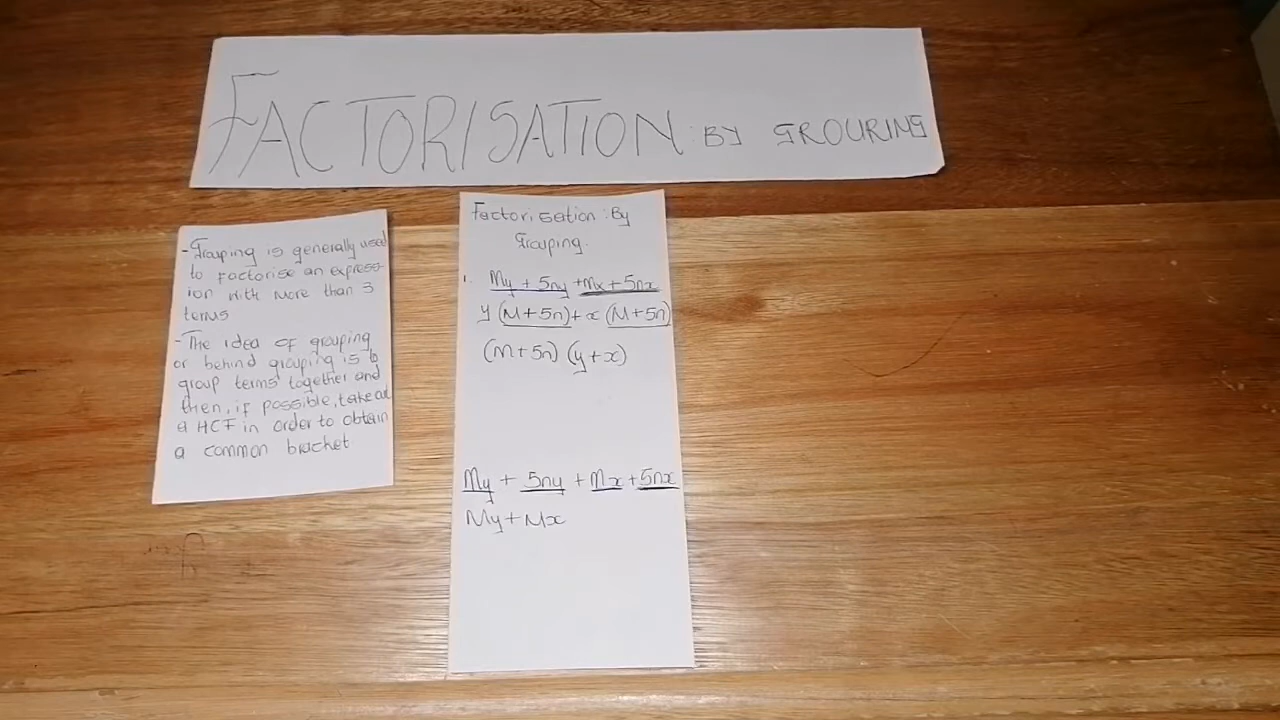 FACTORISATION: BY GROUPING
- Grouping is generally used
to factorise an express-
ion with more than 3
terms
- The idea of grouping
or behind grouping is to
group terms together and
then, if possible, take out
a HCF in order to obtain
a common bracket
Factorisation: By
Grouping.
1. My + 5ny + Mx + 5nx
y (M + 5n) + x (M + 5n)
(M + 5n) (y + x)
My + 5ny + Mx + 5nx
My + Mx